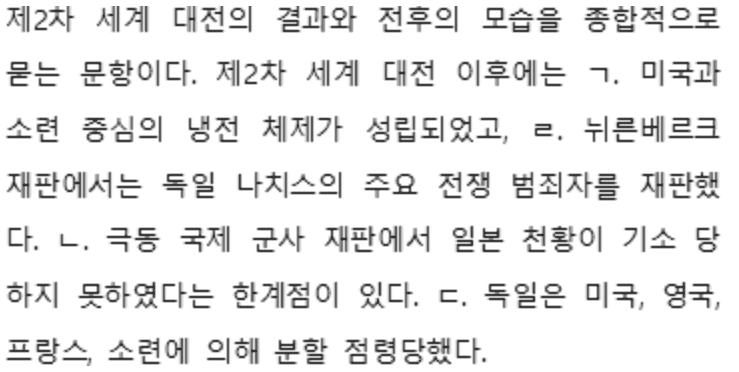 제2차 세계 대전의 결과와 전후의 모습을 종합적으로
묻는 문항이다. 제2차 세계 대전 이후에는 ㄱ. 미국과
소련 중심의 냉전 체제가 성립되었고, ㄹ. 뉘른베르크
재판에서는 독일 나치스의 주요 전쟁 범죄자를 재판했
다. ㄴ. 극동 국제 군사 재판에서 일본 천황이 기소 당
하지 못하였다는 한계점이 있다. ㄷ. 독일은 미국, 영국,
프랑스, 소련에 의해 분할 점령당했다.